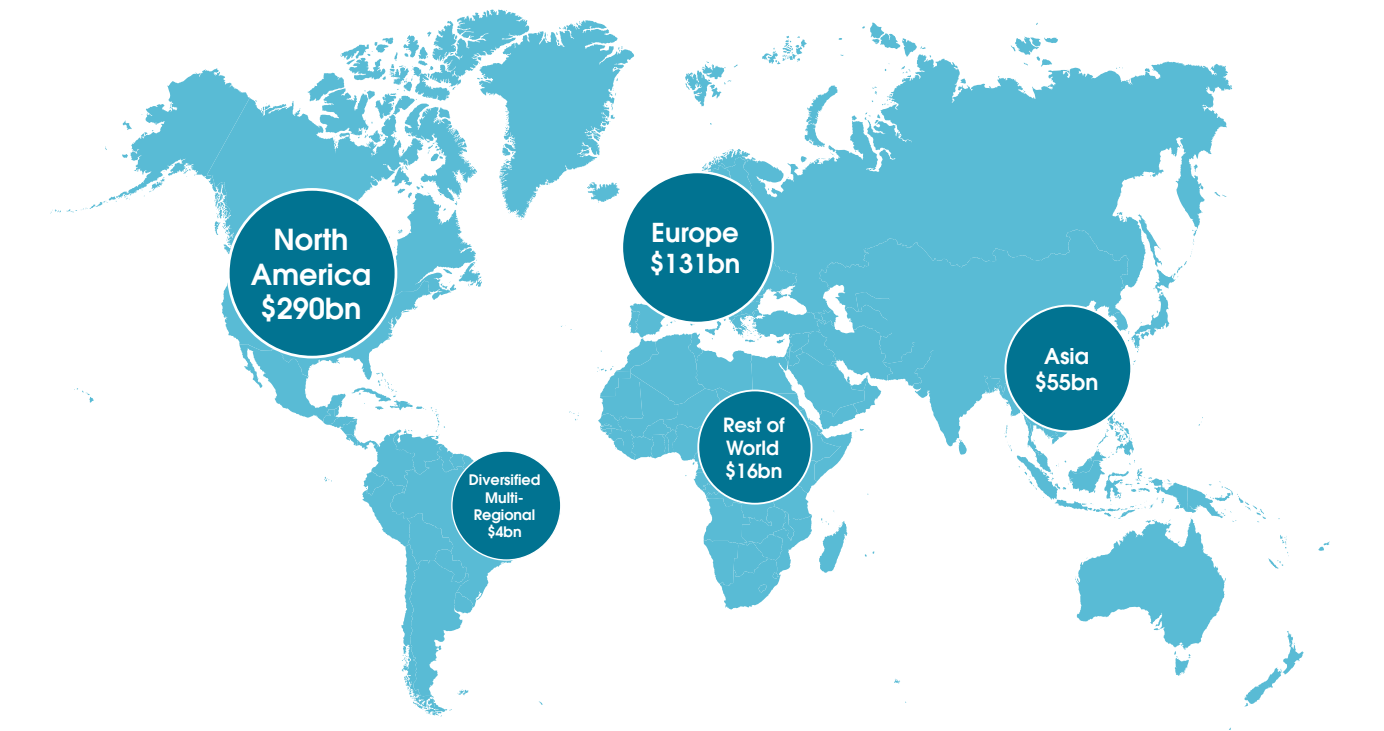 North
America
$290bn
Europe
$131bn
Asia
$55bn
Rest of
World
$16bn
Diversified
Multi-
Regional
$4bn